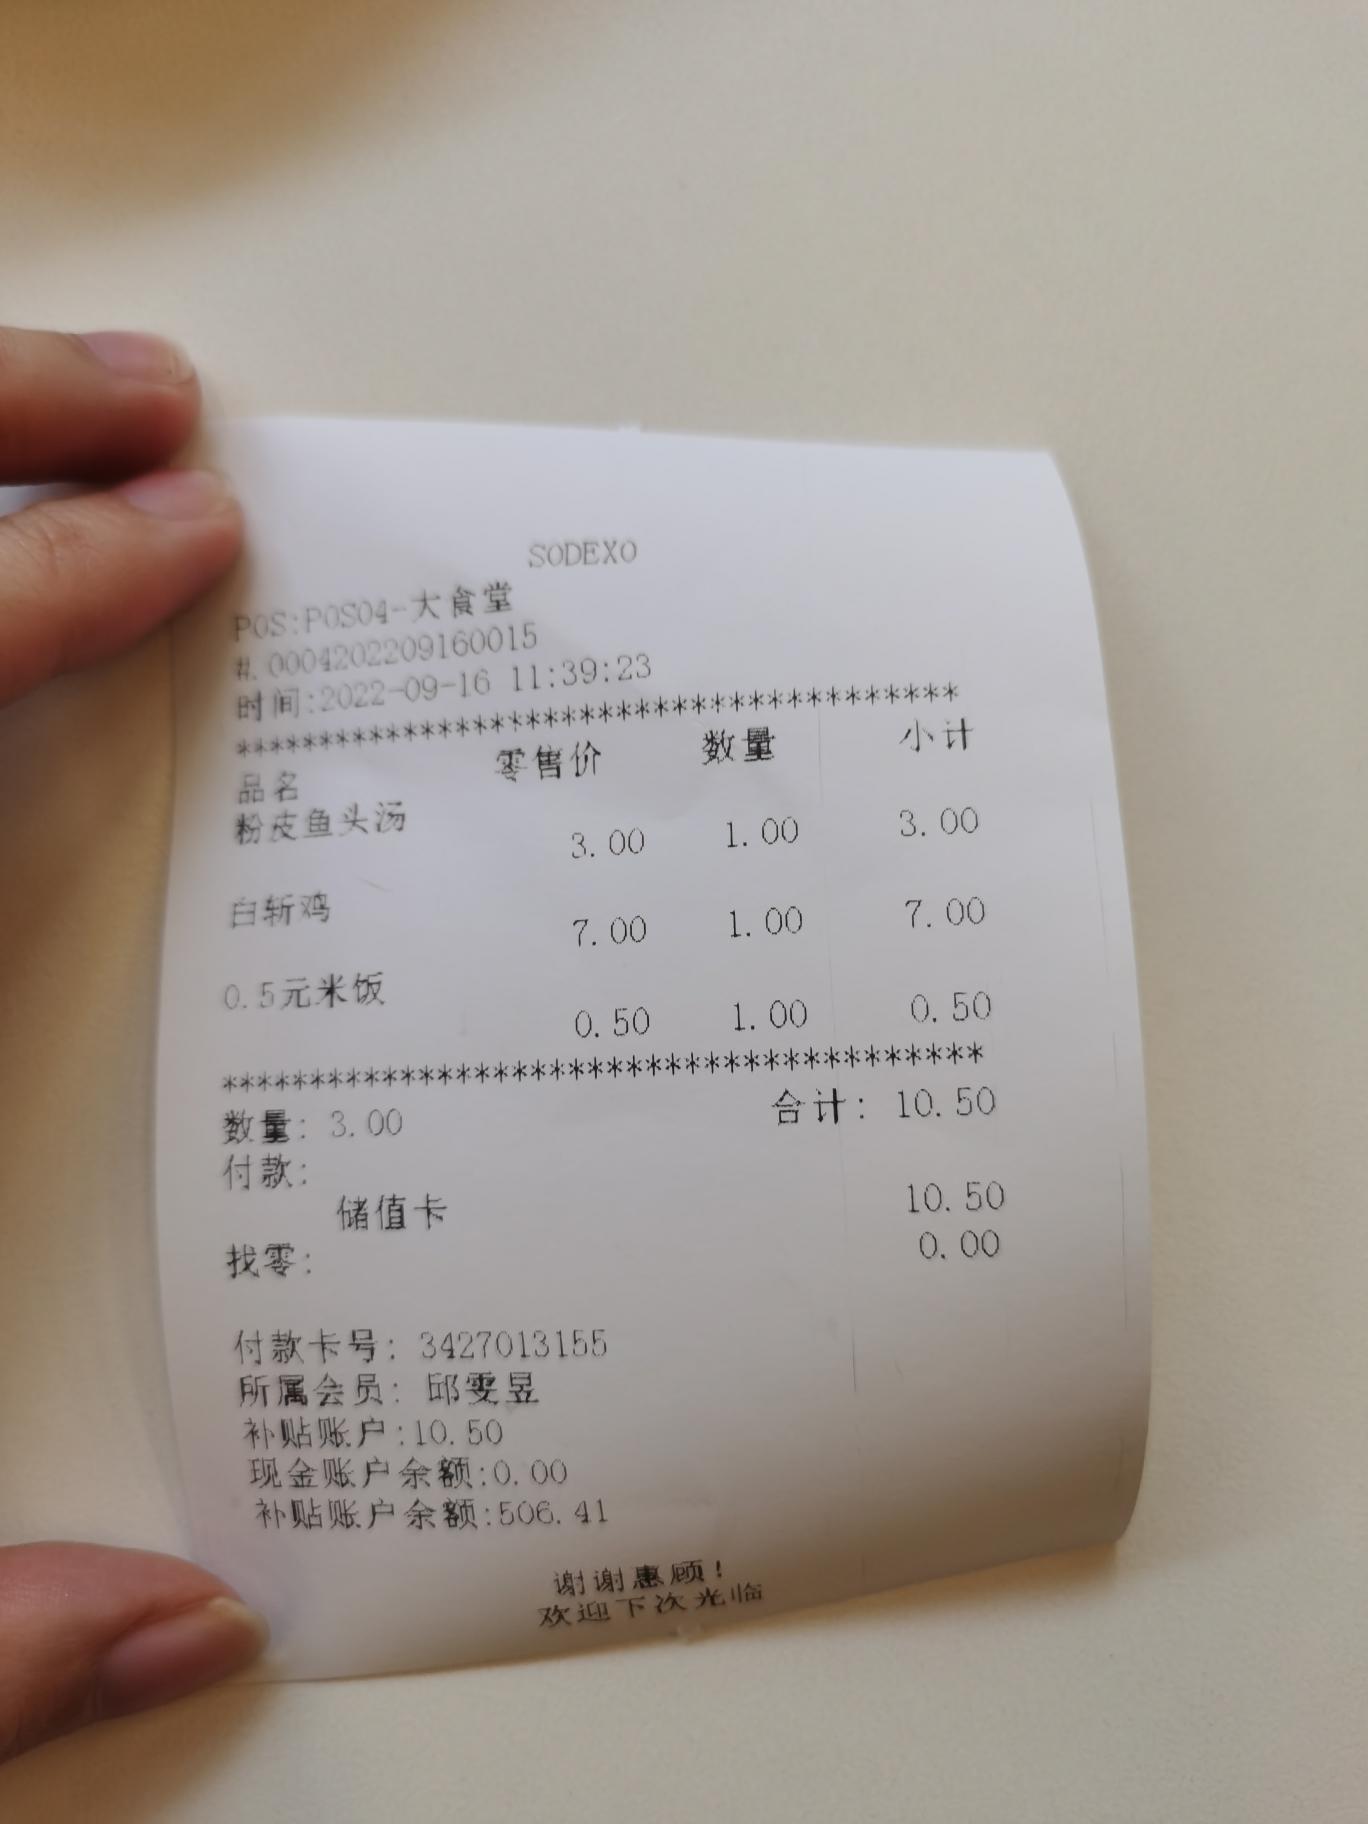 SODEXO
POS:POS04-大食堂
#.0004202209160015
时间:2022-09-16 11:39:23
****************************************
品名 零售价 数量 小计
粉皮鱼头汤
3.00 1.00 3.00
白斩鸡
7.00 1.00 7.00
0.5元米饭
0.50 1.00 0.50
****************************************
数量: 3.00 合计: 10.50
付款:
储值卡 10.50
找零: 0.00
付款卡号: 3427013155
所属会员: 邱雯昱
补贴账户:10.50
现金账户余额:0.00
补贴账户余额:506.41
谢谢惠顾!
欢迎下次光临